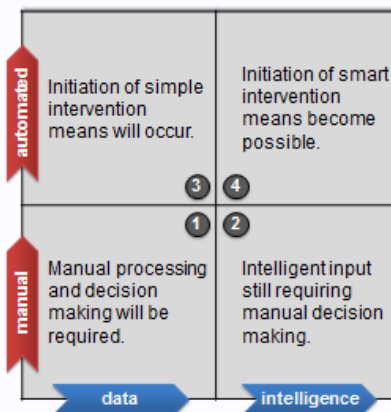 automated
Initiation of simple
intervention
means will occur.
Initiation of smart
intervention
means become
possible.
3
4
1
2
manual
Manual processing
and decision
making will be
required.
Intelligent input
still requiring
manual decision
making.
data
intelligence